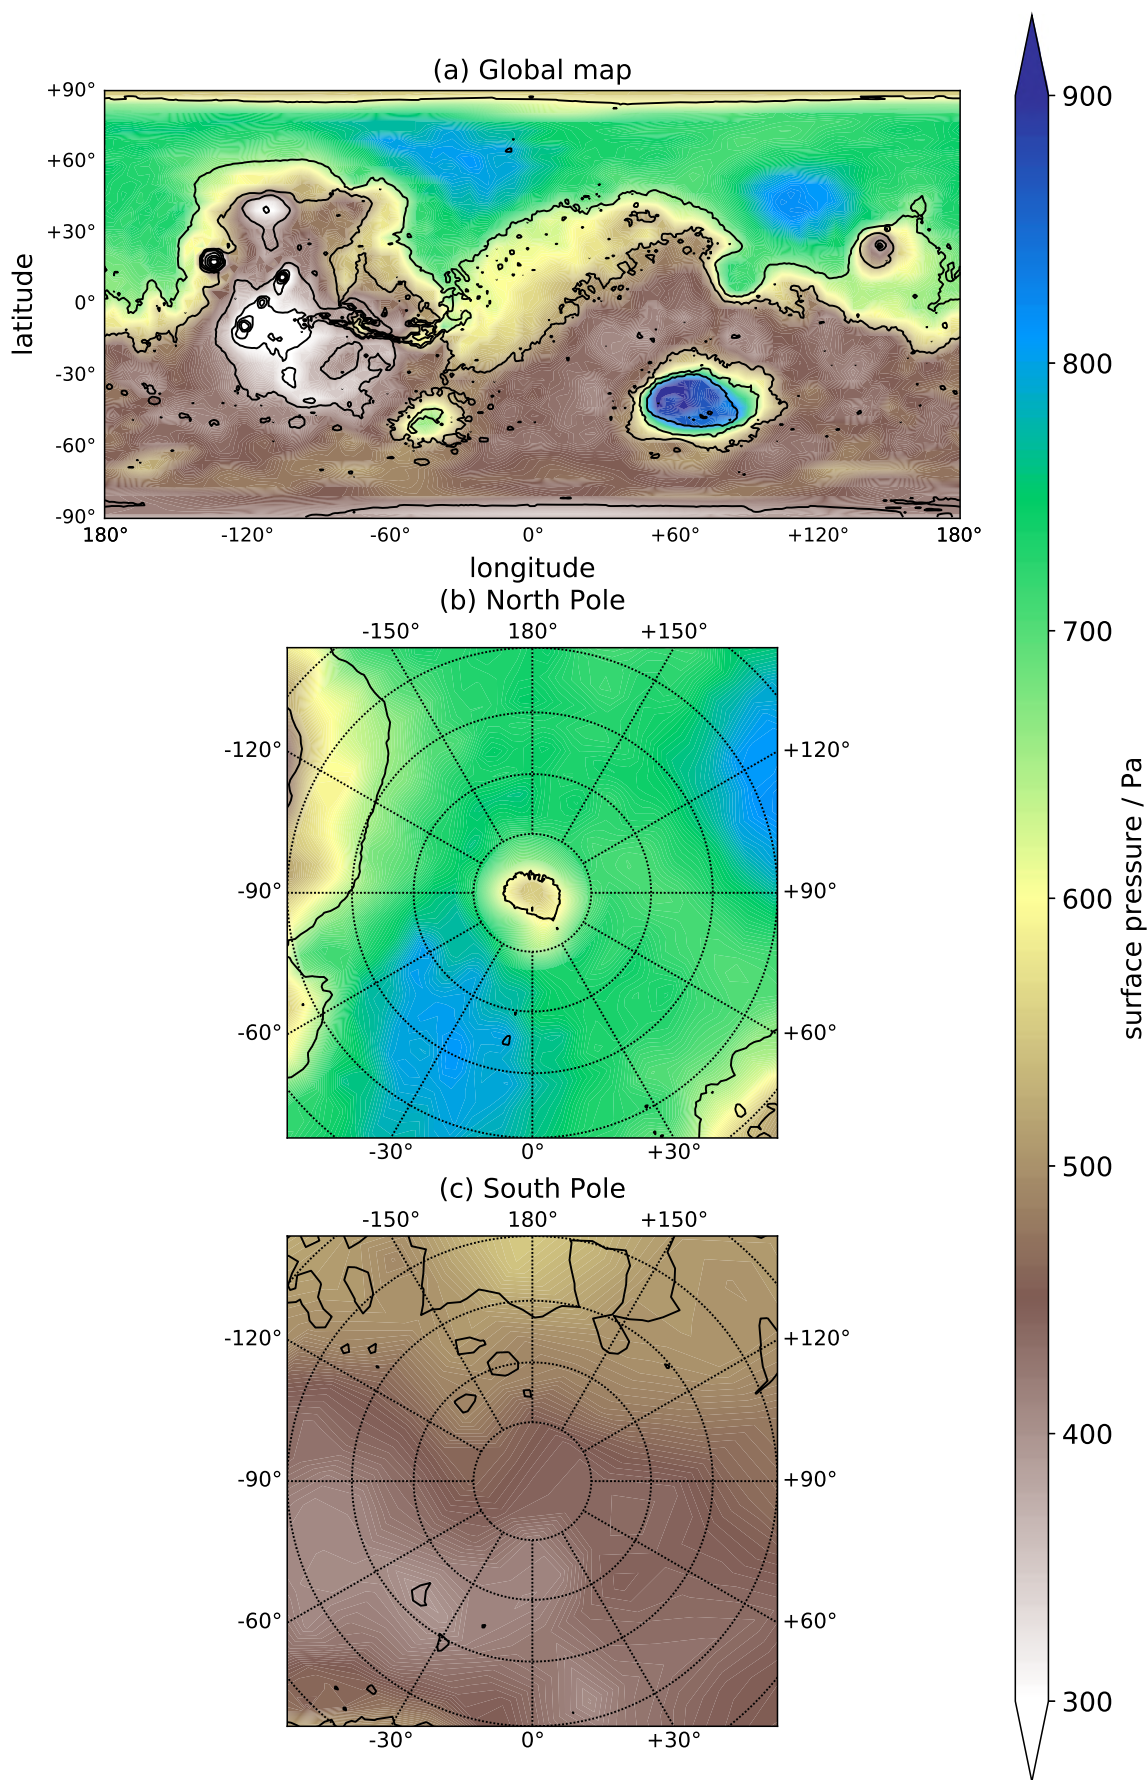 (a) Global map
+90°
+60°
+30°
0°
-30°
-60°
-90°
latitude
180° -120° -60° 0° +60° +120° 180°
longitude
(b) North Pole
-150° 180° +150°
-120° +120°
-90° +90°
-60° +60°
-30° 0° +30°
(c) South Pole
-150° 180° +150°
-120° +120°
-90° +90°
-60° +60°
-30° 0° +30°
900
800
700
600
500
400
300
surface pressure / Pa